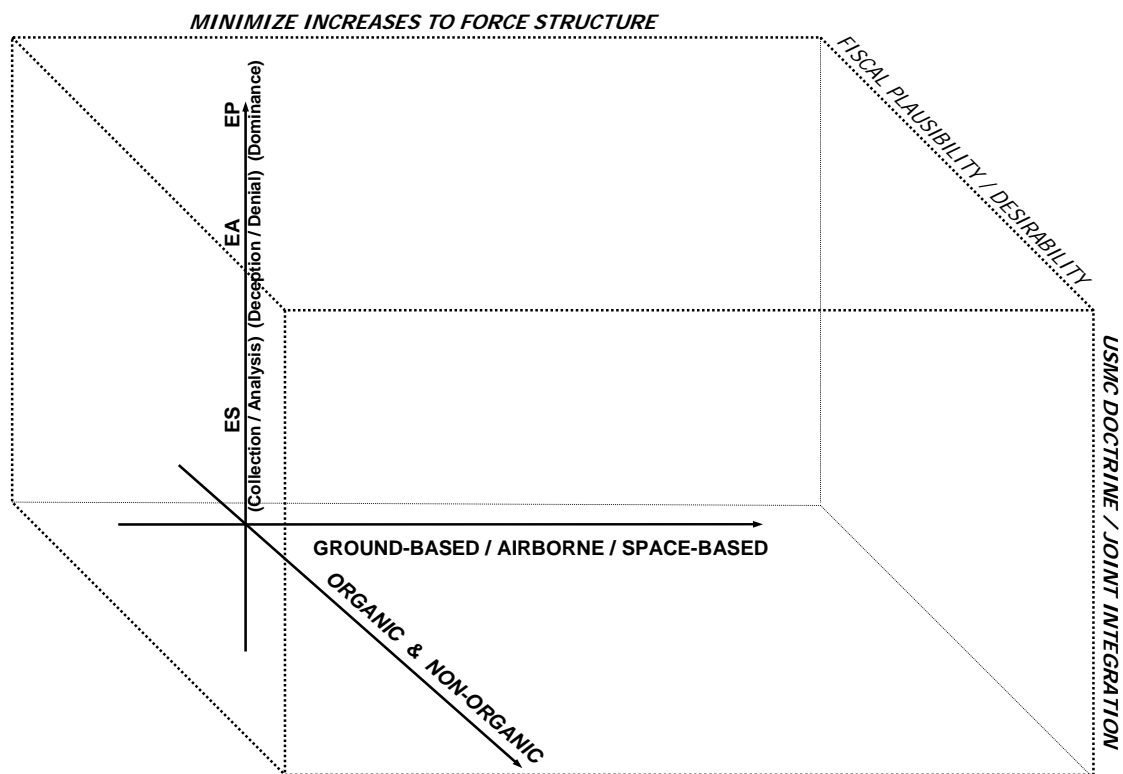 MINIMIZE INCREASES TO FORCE STRUCTURE
FISCAL PLAUSIBILITY / DESIRABILITY
USMC DOCTRINE / JOINT INTEGRATION
ES EA EP
(Collection / Analysis) (Deception / Denial) (Dominance)
GROUND-BASED / AIRBORNE / SPACE-BASED
ORGANIC & NON-ORGANIC